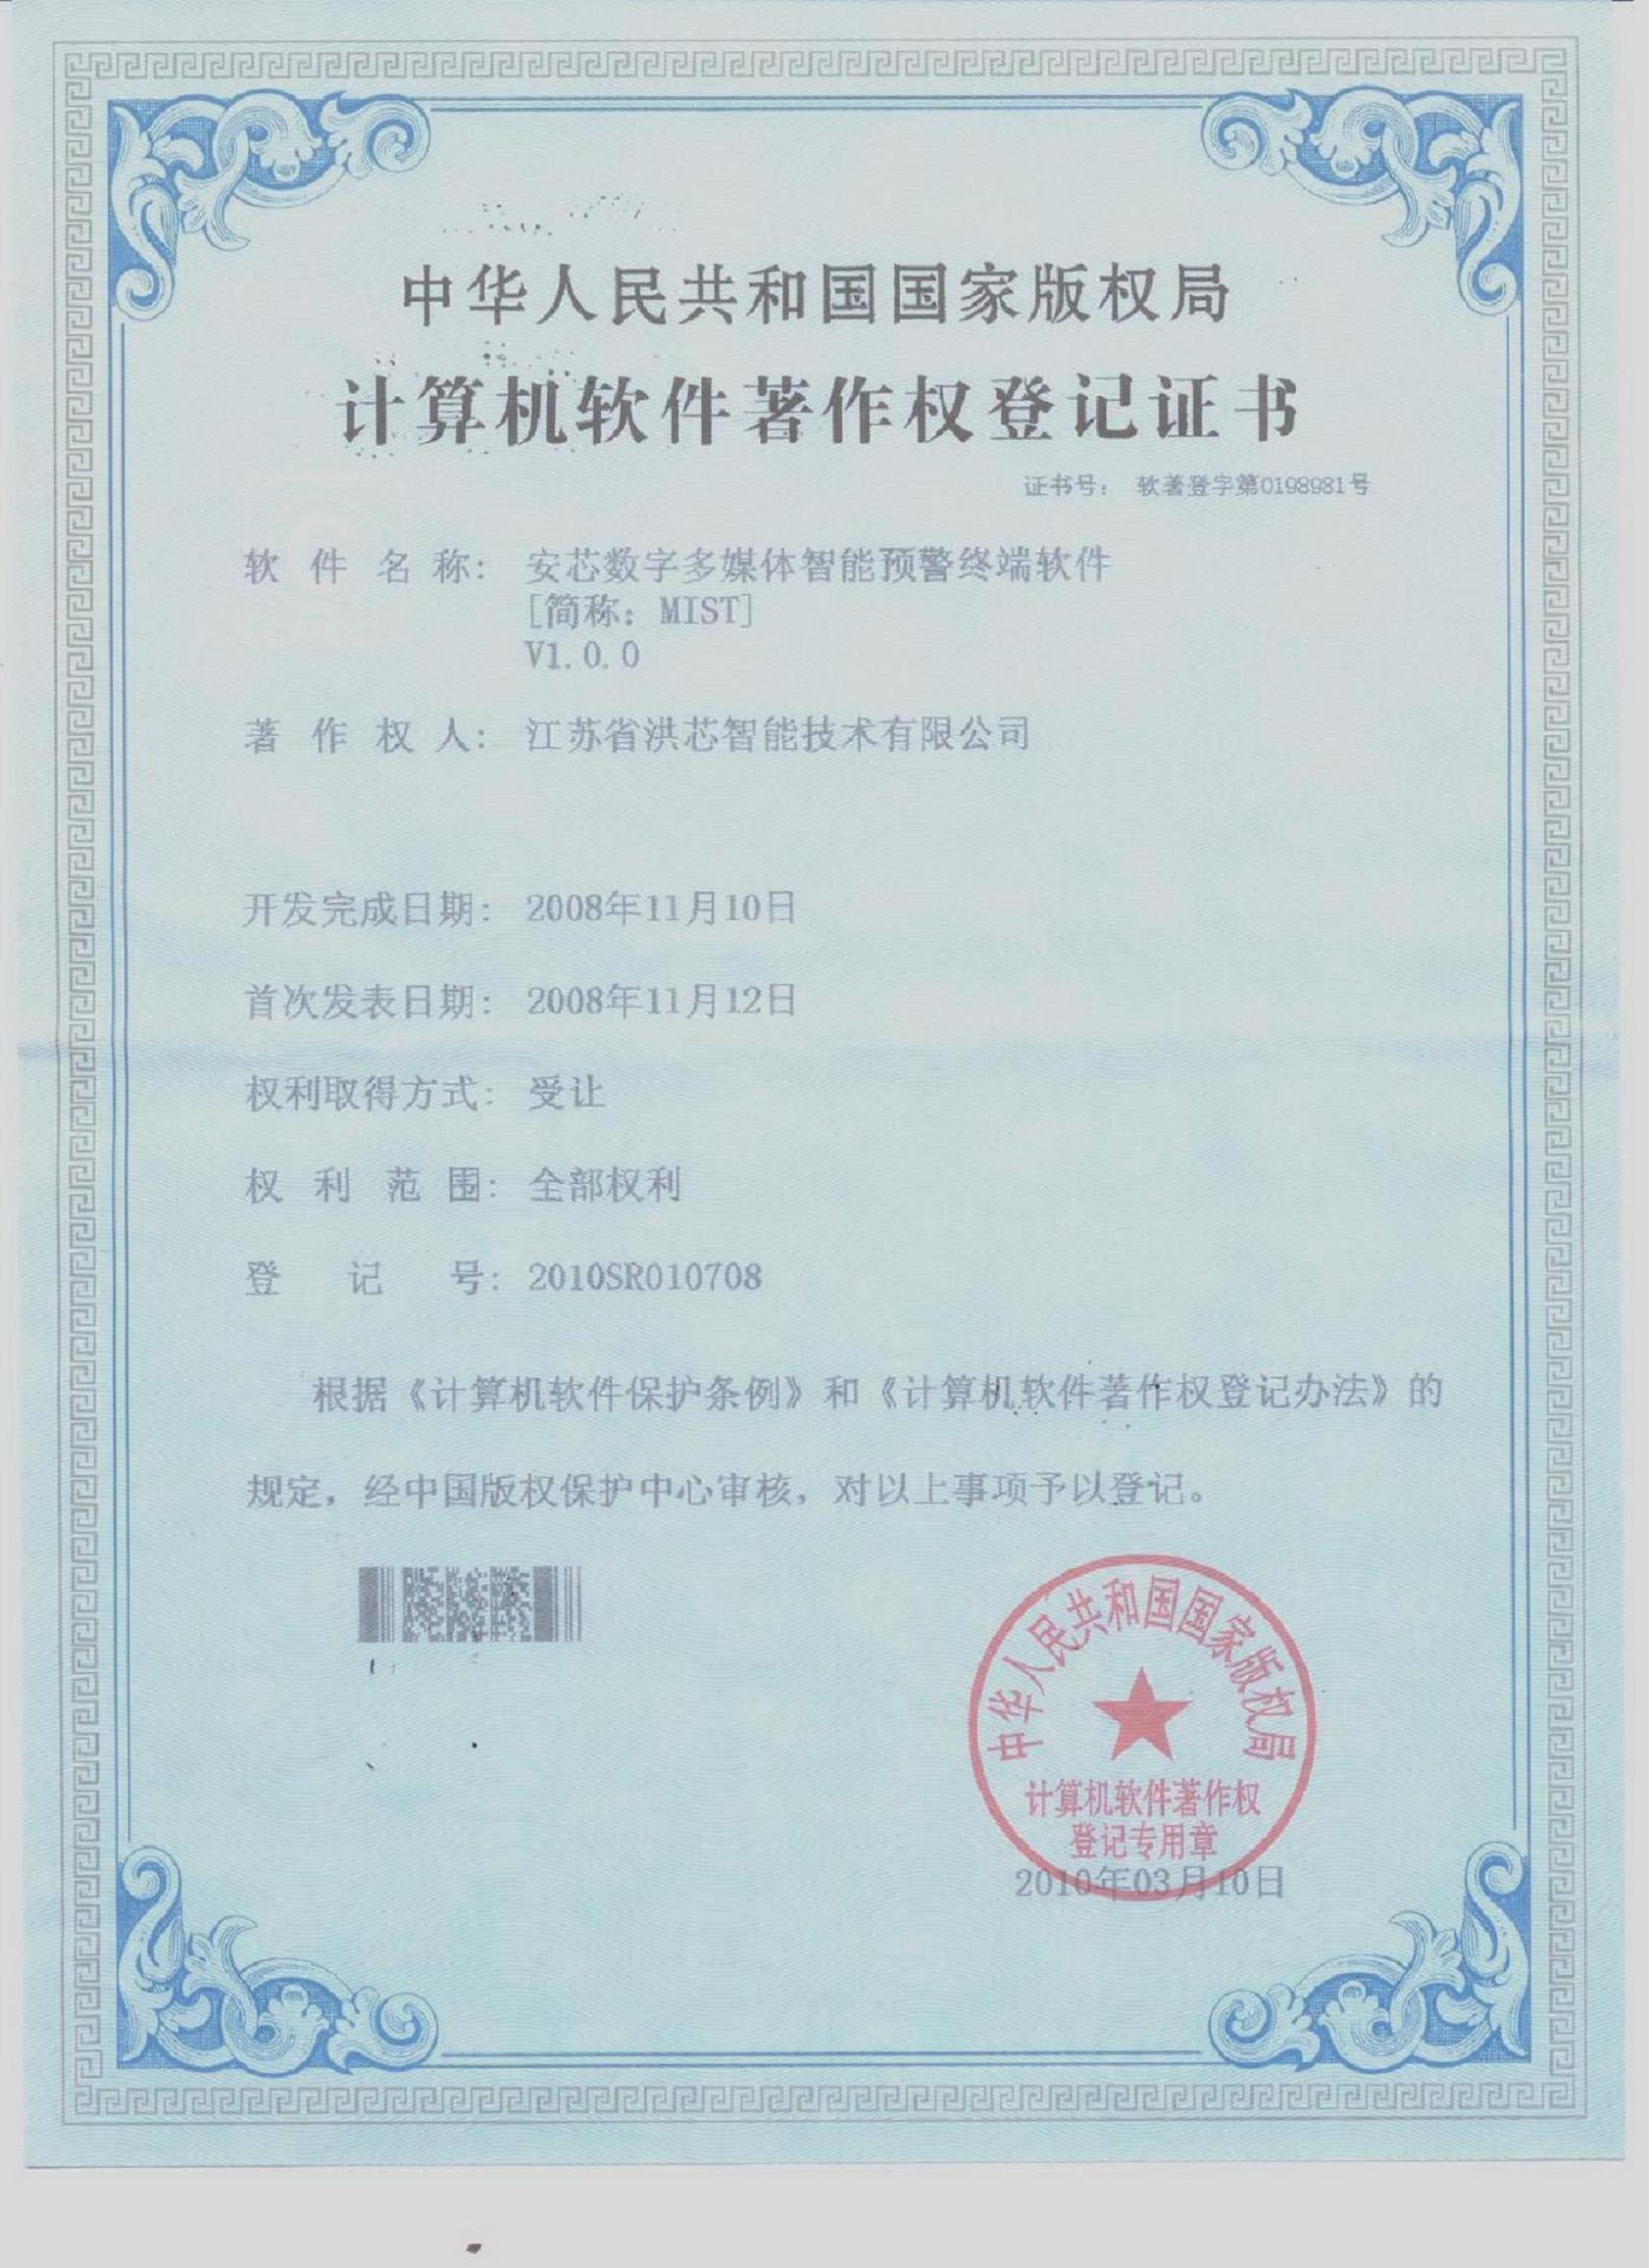 中华人民共和国国家版权局
计算机软件著作权登记证书
证书号： 软著登字第0198981号
软件名称： 安芯数字多媒体智能预警终端软件
[简称：MIST]
V1.0.0
著作权人： 江苏省洪芯智能技术有限公司
开发完成日期： 2008年11月10日
首次发表日期： 2008年11月12日
权利取得方式： 受让
权利范围： 全部权利
登记号： 2010SR010708
根据《计算机软件保护条例》和《计算机软件著作权登记办法》的
规定，经中国版权保护中心审核，对以上事项予以登记。
中华人民共和国国家版权局
计算机软件著作权
登记专用章
2010年03月10日